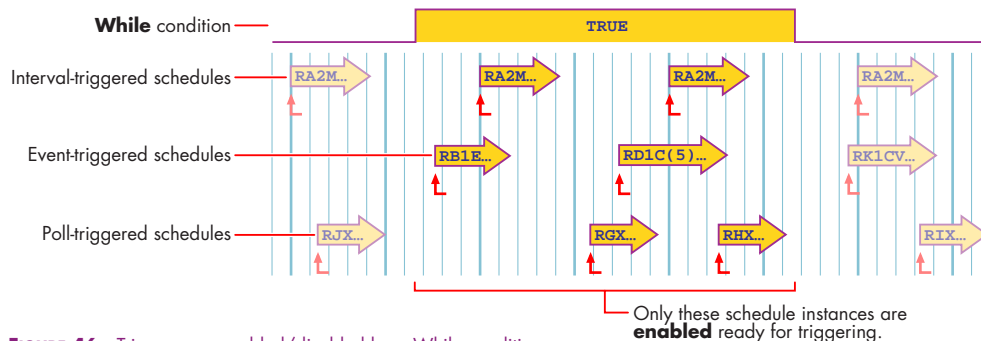 While condition
TRUE
Interval-triggered schedules
RA2M...
RA2M...
RA2M...
RA2M...
Event-triggered schedules
RB1E...
RD1C(5)...
RK1CV...
Poll-triggered schedules
RJX...
RGX...
RHX...
RIX...
Only these schedule instances are
enabled ready for triggering.